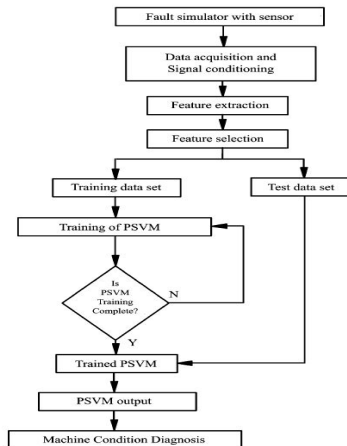 Fault simulator with sensor
Data acquisition and
Signal conditioning
Feature extraction
Feature selection
Training data set
Test data set
Training of PSVM
Is
PSVM
Training
Complete?
N
Y
Trained PSVM
PSVM output
Machine Condition Diagnosis